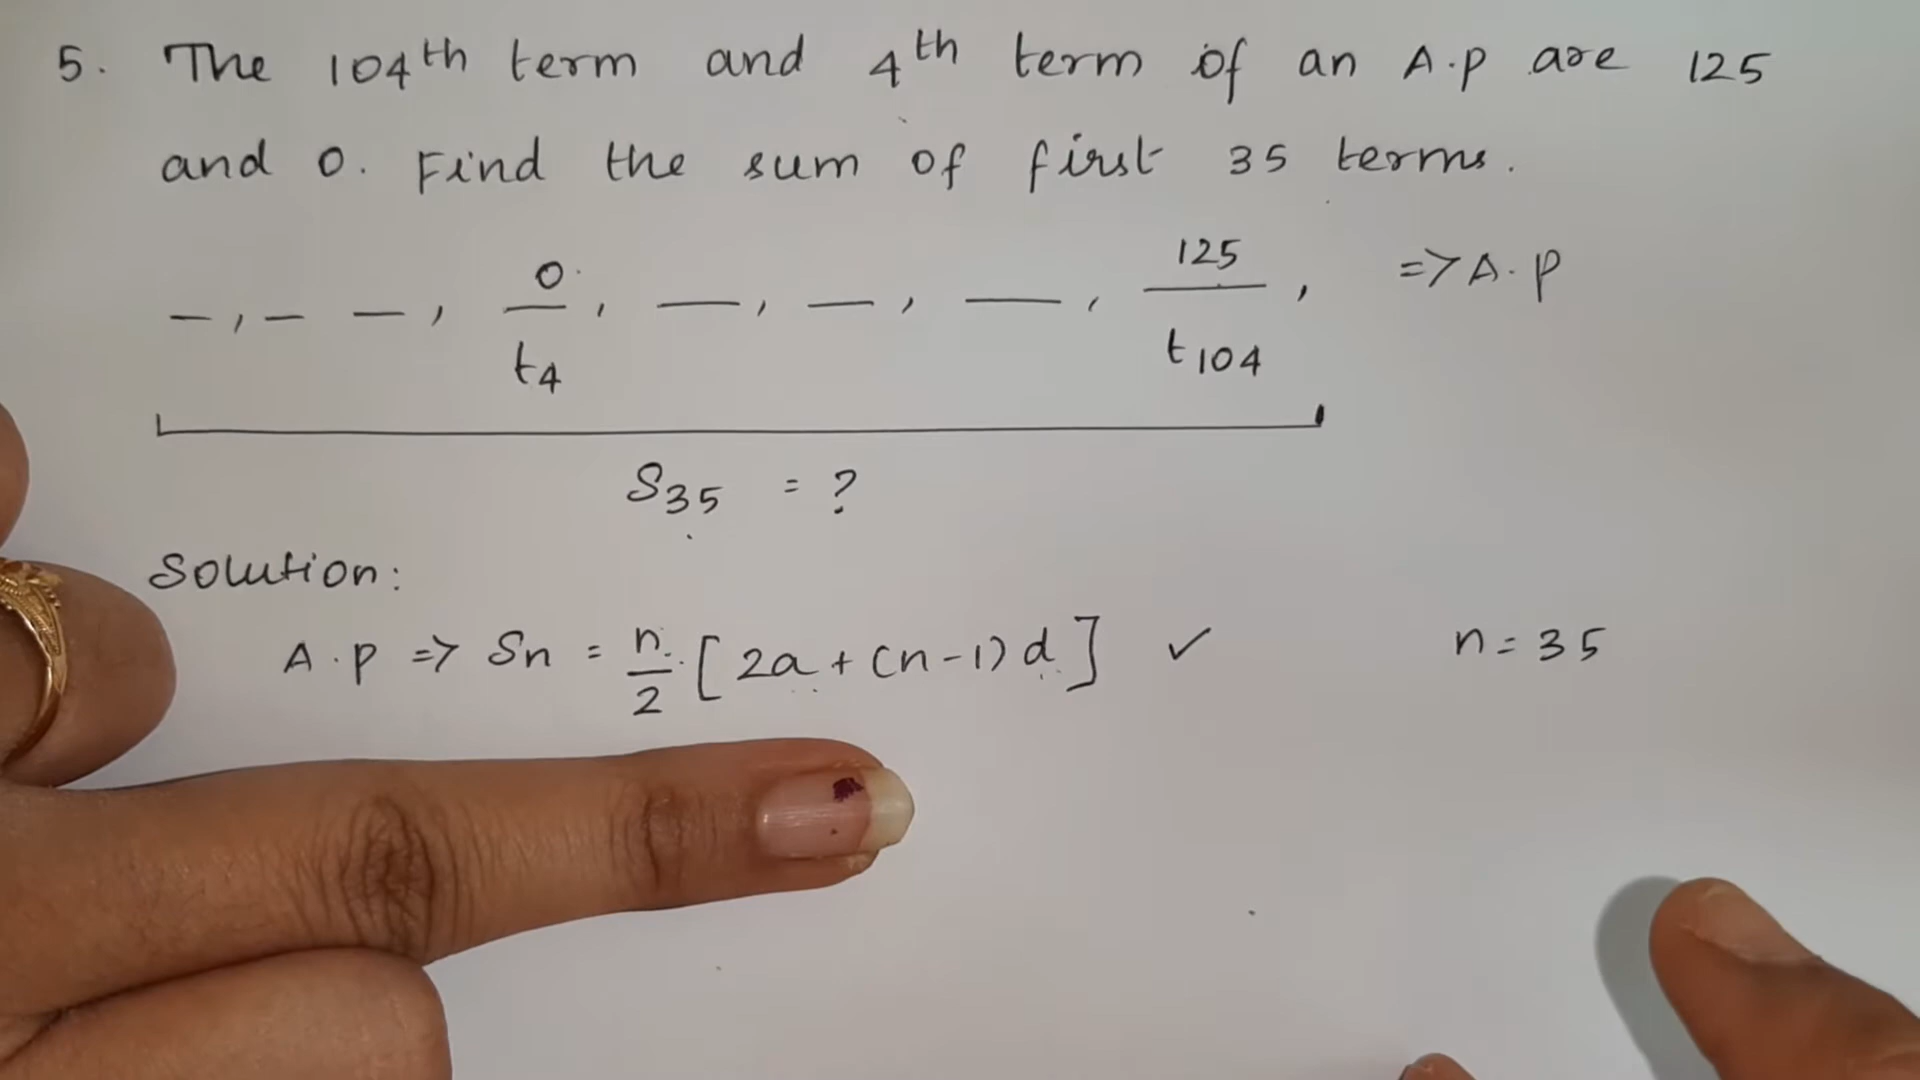 5. The 104th term and 4th term of an A.p are 125
and 0. Find the sum of first 35 terms.
_, _ _, 0/t4, _, _, _, 125/t104, => A.p
S35 = ?
Solution:
A.p => Sn = n/2 [2a + (n-1) d] ✓ n = 35